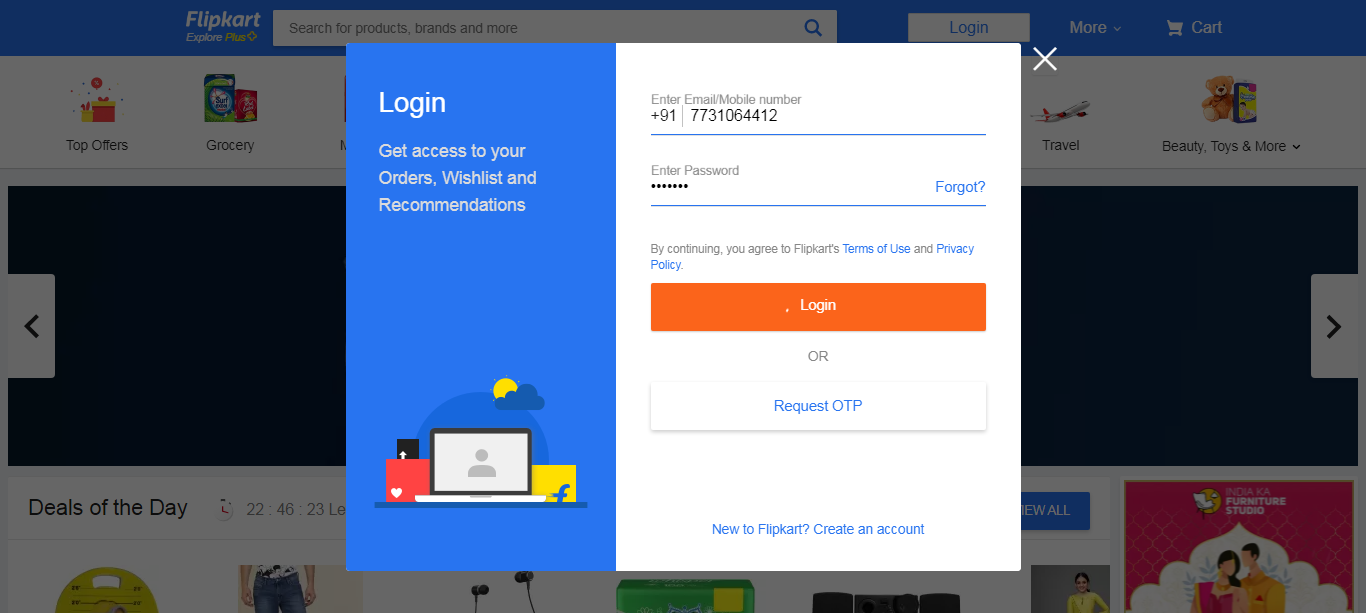 Flipkart
Explore Plus
Search for products, brands and more
Login
More
Cart
Top Offers
Grocery
Travel
Beauty, Toys & More
Login
Get access to your
Orders, Wishlist and
Recommendations
Enter Email/Mobile number
+91 7731064412
Enter Password
Forgot?
By continuing, you agree to Flipkart's Terms of Use and Privacy
Policy.
Login
OR
Request OTP
New to Flipkart? Create an account
Deals of the Day
22 : 46 : 23 Le
VIEW ALL
INDIA KA
FURNITURE
STUDIO